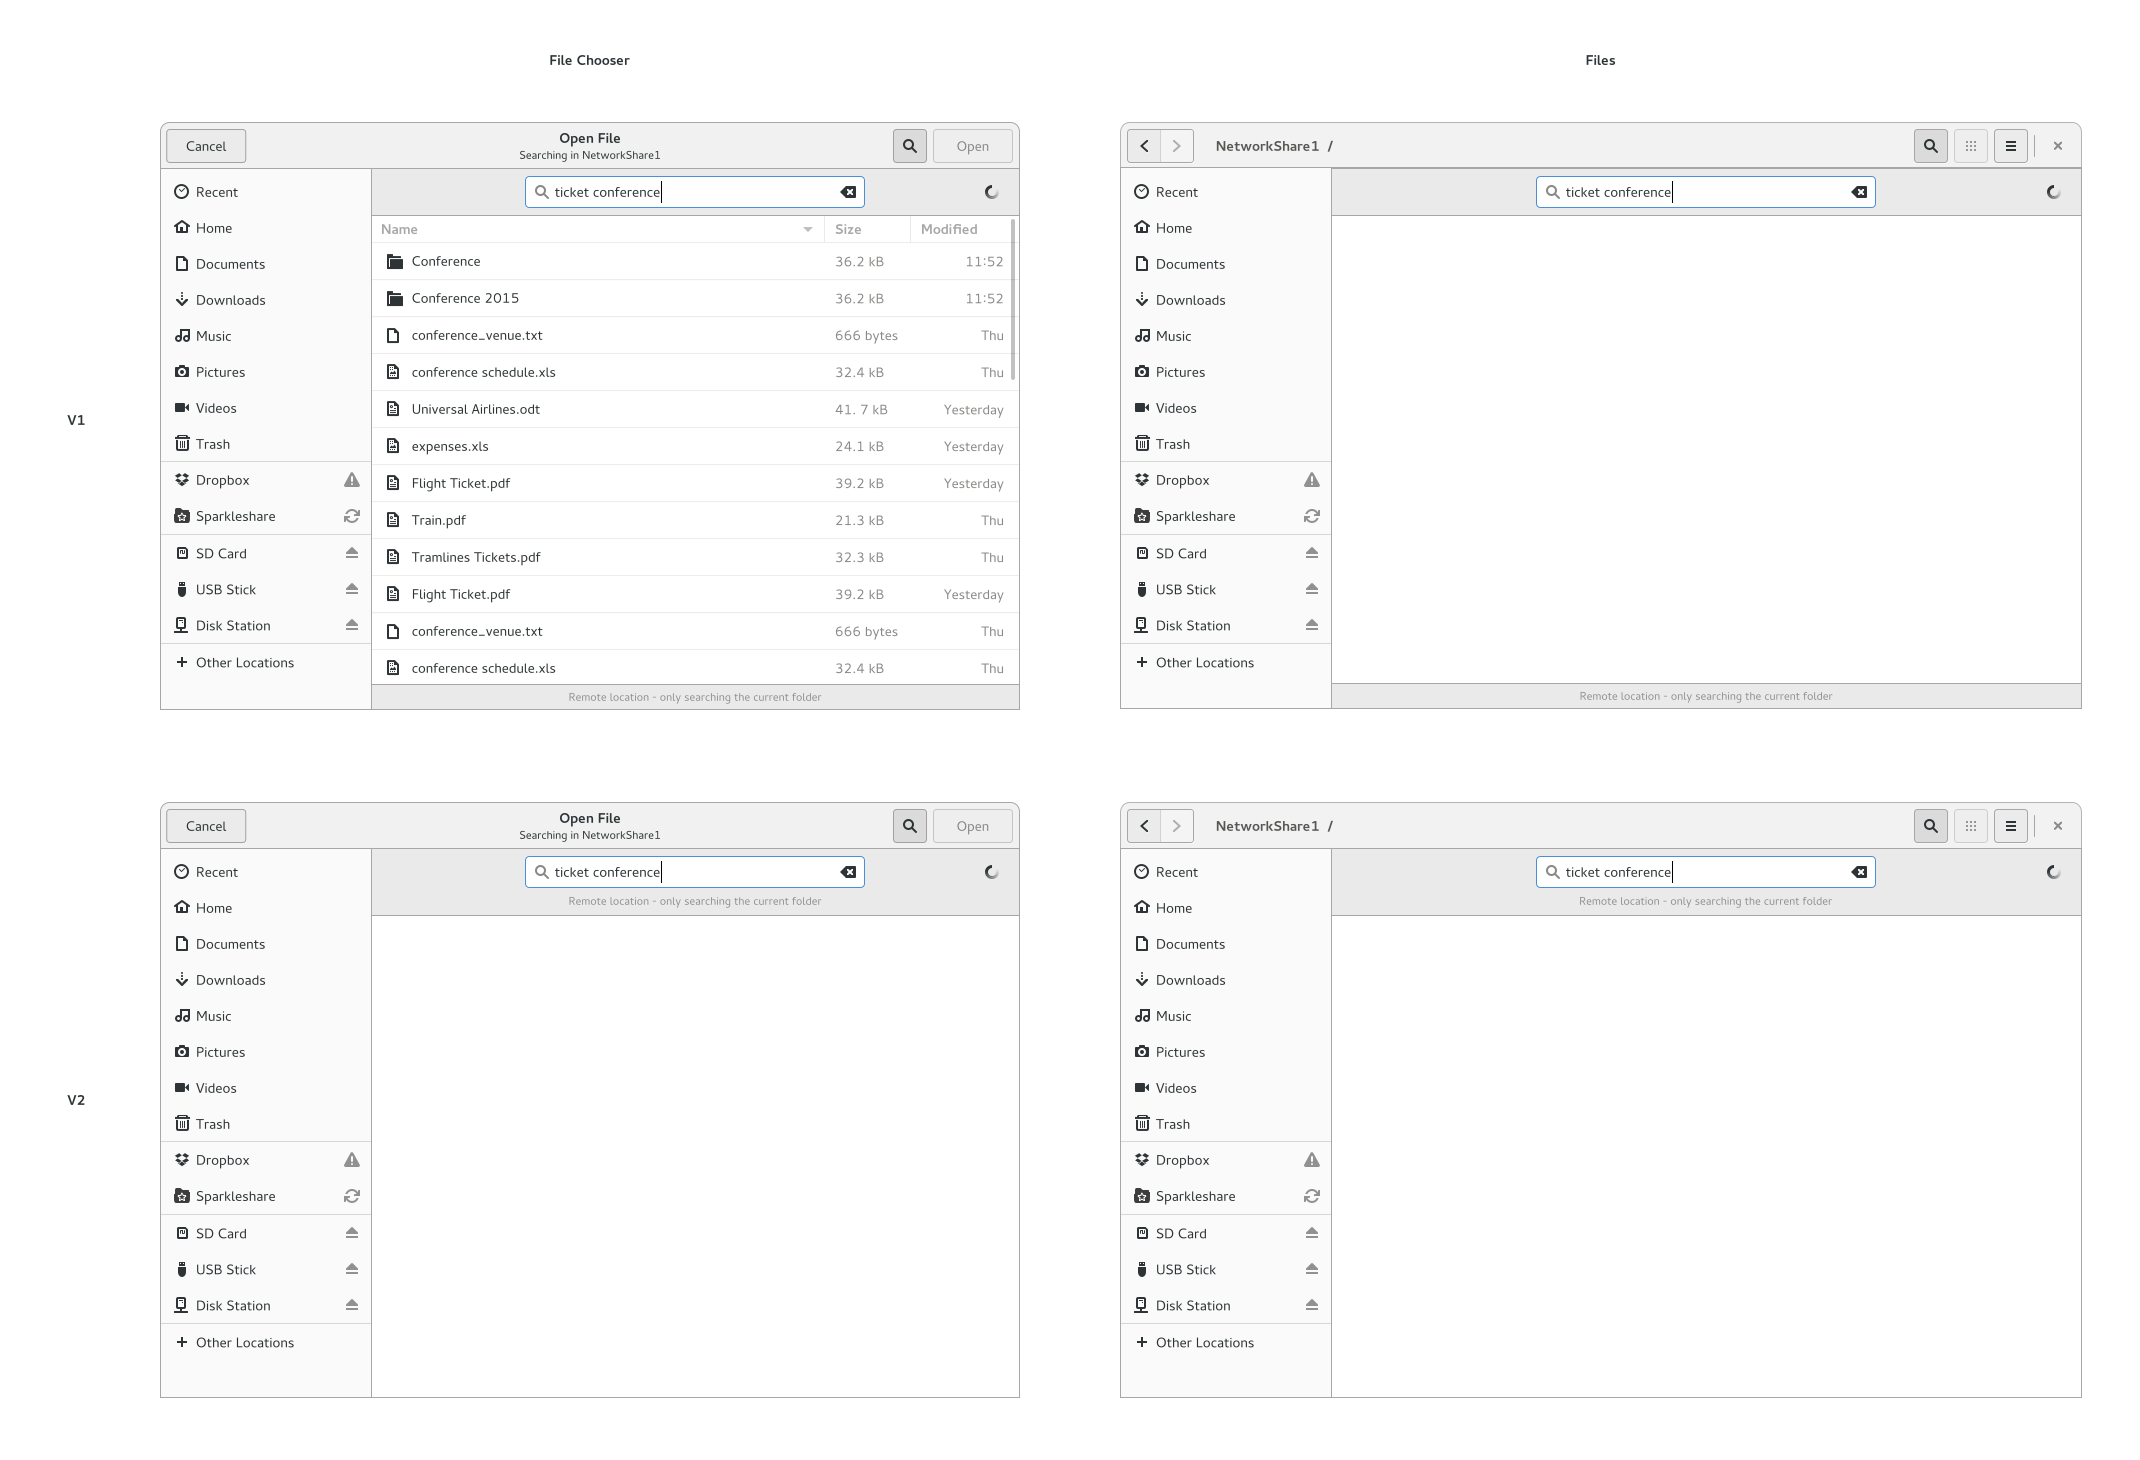 File Chooser
Files
V1
Cancel
Open File
Searching in NetworkShare1
Open
ticket conference
Recent
Home
Documents
Downloads
Music
Pictures
Videos
Trash
Dropbox
Sparkleshare
SD Card
USB Stick
Disk Station
Other Locations
Name Size Modified
Conference 36.2 kB 11:52
Conference 2015 36.2 kB 11:52
conference_venue.txt 666 bytes Thu
conference schedule.xls 32.4 kB Thu
Universal Airlines.odt 41. 7 kB Yesterday
expenses.xls 24.1 kB Yesterday
Flight Ticket.pdf 39.2 kB Yesterday
Train.pdf 21.3 kB Thu
Tramlines Tickets.pdf 32.3 kB Thu
Flight Ticket.pdf 39.2 kB Yesterday
conference_venue.txt 666 bytes Thu
conference schedule.xls 32.4 kB Thu
Remote location - only searching the current folder
NetworkShare1 /
ticket conference
Recent
Home
Documents
Downloads
Music
Pictures
Videos
Trash
Dropbox
Sparkleshare
SD Card
USB Stick
Disk Station
Other Locations
Remote location - only searching the current folder
V2
Cancel
Open File
Searching in NetworkShare1
Open
ticket conference
Remote location - only searching the current folder
Recent
Home
Documents
Downloads
Music
Pictures
Videos
Trash
Dropbox
Sparkleshare
SD Card
USB Stick
Disk Station
Other Locations
NetworkShare1 /
ticket conference
Remote location - only searching the current folder
Recent
Home
Documents
Downloads
Music
Pictures
Videos
Trash
Dropbox
Sparkleshare
SD Card
USB Stick
Disk Station
Other Locations